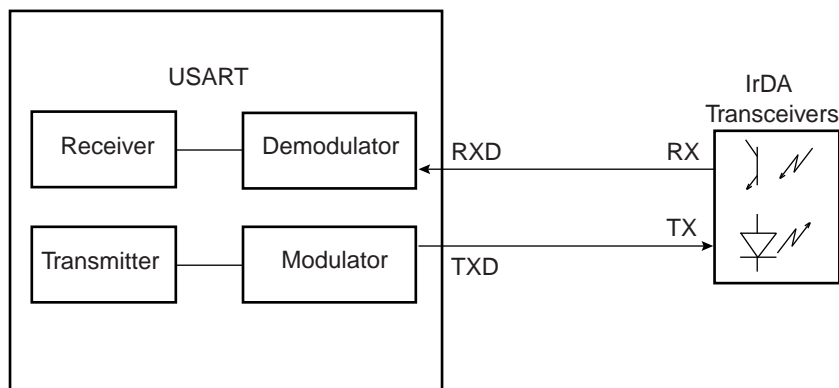 USART
IrDA
Transceivers
Receiver
Demodulator
RXD
RX
Transmitter
Modulator
TXD
TX